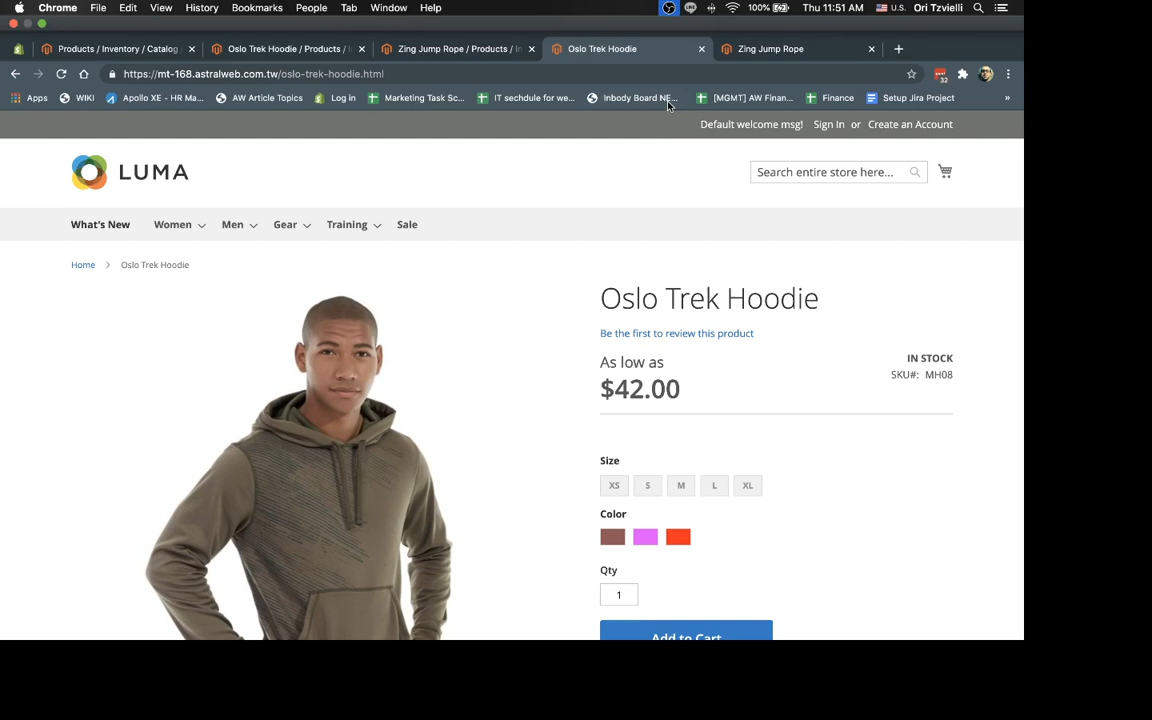 Chrome File Edit View History Bookmarks People Tab Window Help 100% Thu 11:51 AM U.S. Ori Tzvielli
Products / Inventory / Catalog Oslo Trek Hoodie / Products / I Zing Jump Rope / Products / In Oslo Trek Hoodie Zing Jump Rope
https://mt-168.astralweb.com.tw/oslo-trek-hoodie.html 32
Apps WIKI Apollo XE - HR Ma... AW Article Topics Log in Marketing Task Sc... IT sechdule for we... Inbody Board NE... [MGMT] AW Finan... Finance Setup Jira Project »
Default welcome msg! Sign In or Create an Account
LUMA Search entire store here...
What's New Women Men Gear Training Sale
Home > Oslo Trek Hoodie
Oslo Trek Hoodie
Be the first to review this product
As low as IN STOCK
$42.00 SKU#: MH08
Size
XS S M L XL
Color
Qty
1
Add to Cart